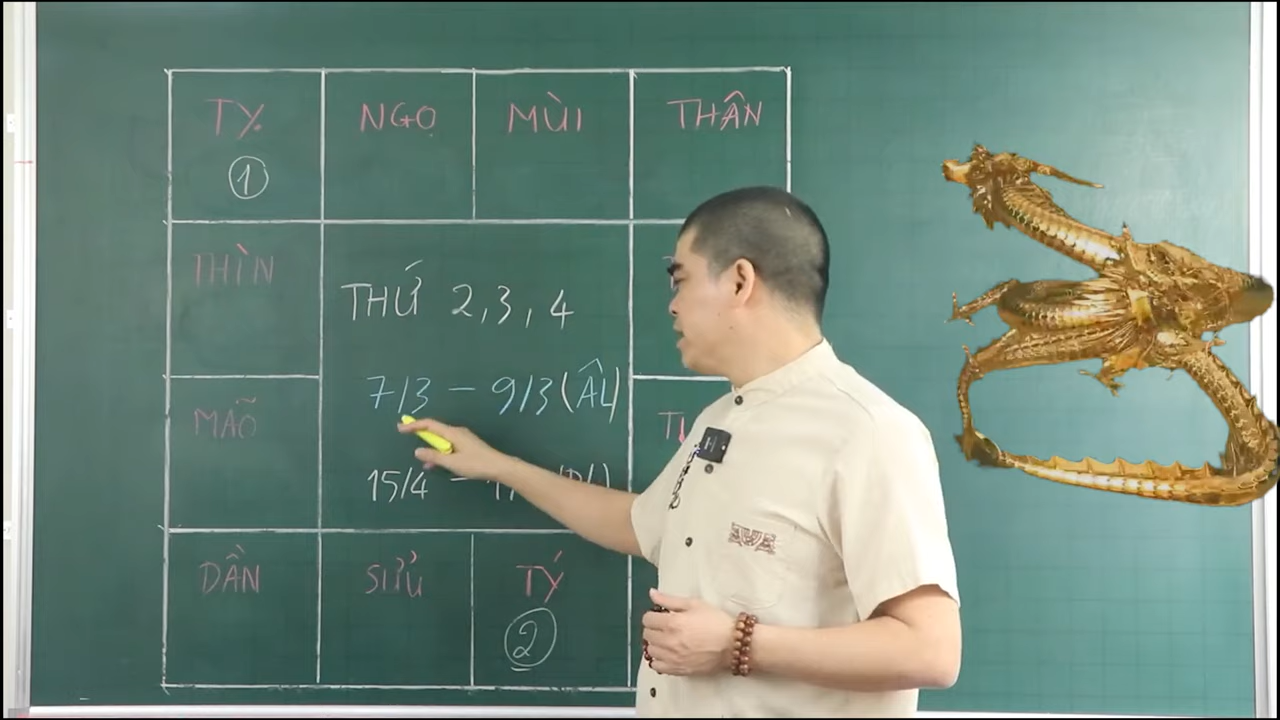 TỴ NGỌ MÙI THÂN
1
THÌN
THỨ 2,3,4
7/3 - 9/3 (ÂL)
MÃO
15/4 -
DẦN SỬU TÝ
2